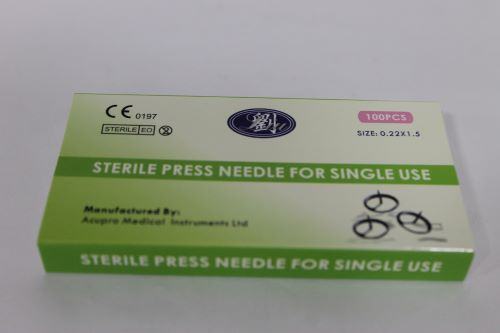 CE 0197
STERILE EO
劉
100PCS
SIZE: 0.22X1.5
STERILE PRESS NEEDLE FOR SINGLE USE
Manufactured By:
Acupro Medical Instruments Ltd
STERILE PRESS NEEDLE FOR SINGLE USE